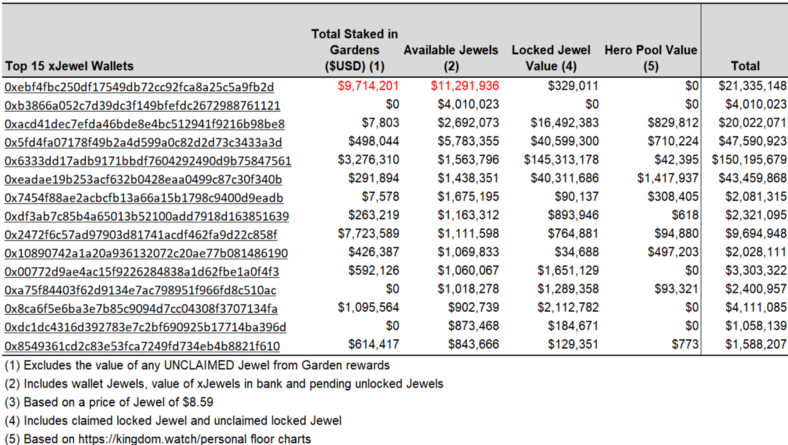 Total Staked in
Gardens Available Jewels Locked Jewel Hero Pool Value
Top 15 xJewel Wallets ($USD) (1) (2) Value (4) (5) Total
0xebf4fbc250df17549db72cc92fca8a25c5a9fb2d $9,714,201 $11,291,936 $329,011 $0 $21,335,148
0xb3866a052c7d39dc3f149bfefdc2672988761121 $0 $4,010,023 $0 $0 $4,010,023
0xacd41dec7efda46bde8e4bc512941f9216b98be8 $7,803 $2,692,073 $16,492,383 $829,812 $20,022,071
0x5fd4fa07178f49b2a4d599a0c82d2d73c3433a3d $498,044 $5,783,355 $40,599,300 $710,224 $47,590,923
0x6333dd17adb9171bbdf7604292490d9b75847561 $3,276,310 $1,563,796 $145,313,178 $42,395 $150,195,679
0xeadae19b253acf632b0428eaa0499c87c30f340b $291,894 $1,438,351 $40,311,686 $1,417,937 $43,459,868
0x7454f88ae2acbcfb13a66a15b1798c9400d9eadb $7,578 $1,675,195 $90,137 $308,405 $2,081,315
0xdf3ab7c85b4a65013b52100add7918d163851639 $263,219 $1,163,312 $893,946 $618 $2,321,095
0x2472f6c57ad97903d81741acdf462fa9d22c858f $7,723,589 $1,111,598 $764,881 $94,880 $9,694,948
0x10890742a1a20a936132072c20ae77b081486190 $426,387 $1,069,833 $34,688 $497,203 $2,028,111
0x00772d9ae4ac15f9226284838a1d62fbe1a0f4f3 $592,126 $1,060,067 $1,651,129 $0 $3,303,322
0xa75f84403f62d9134e7ac798951f966fd8c510ac $0 $1,018,278 $1,289,358 $93,321 $2,400,957
0x8ca6f5e6ba3e7b85c9094d7cc04308f3707134fa $1,095,564 $902,739 $2,112,782 $0 $4,111,085
0xdc1dc4316d392783e7c2bf690925b17714ba396d $0 $873,468 $184,671 $0 $1,058,139
0x8549361cd2c83e53fca7249fd734eb4b8821f610 $614,417 $843,666 $129,351 $773 $1,588,207
(1) Excludes the value of any UNCLAIMED Jewel from Garden rewards
(2) Includes wallet Jewels, value of xJewels in bank and pending unlocked Jewels
(3) Based on a price of Jewel of $8.59
(4) Includes claimed locked Jewel and unclaimed locked Jewel
(5) Based on https://kingdom.watch/personal floor charts